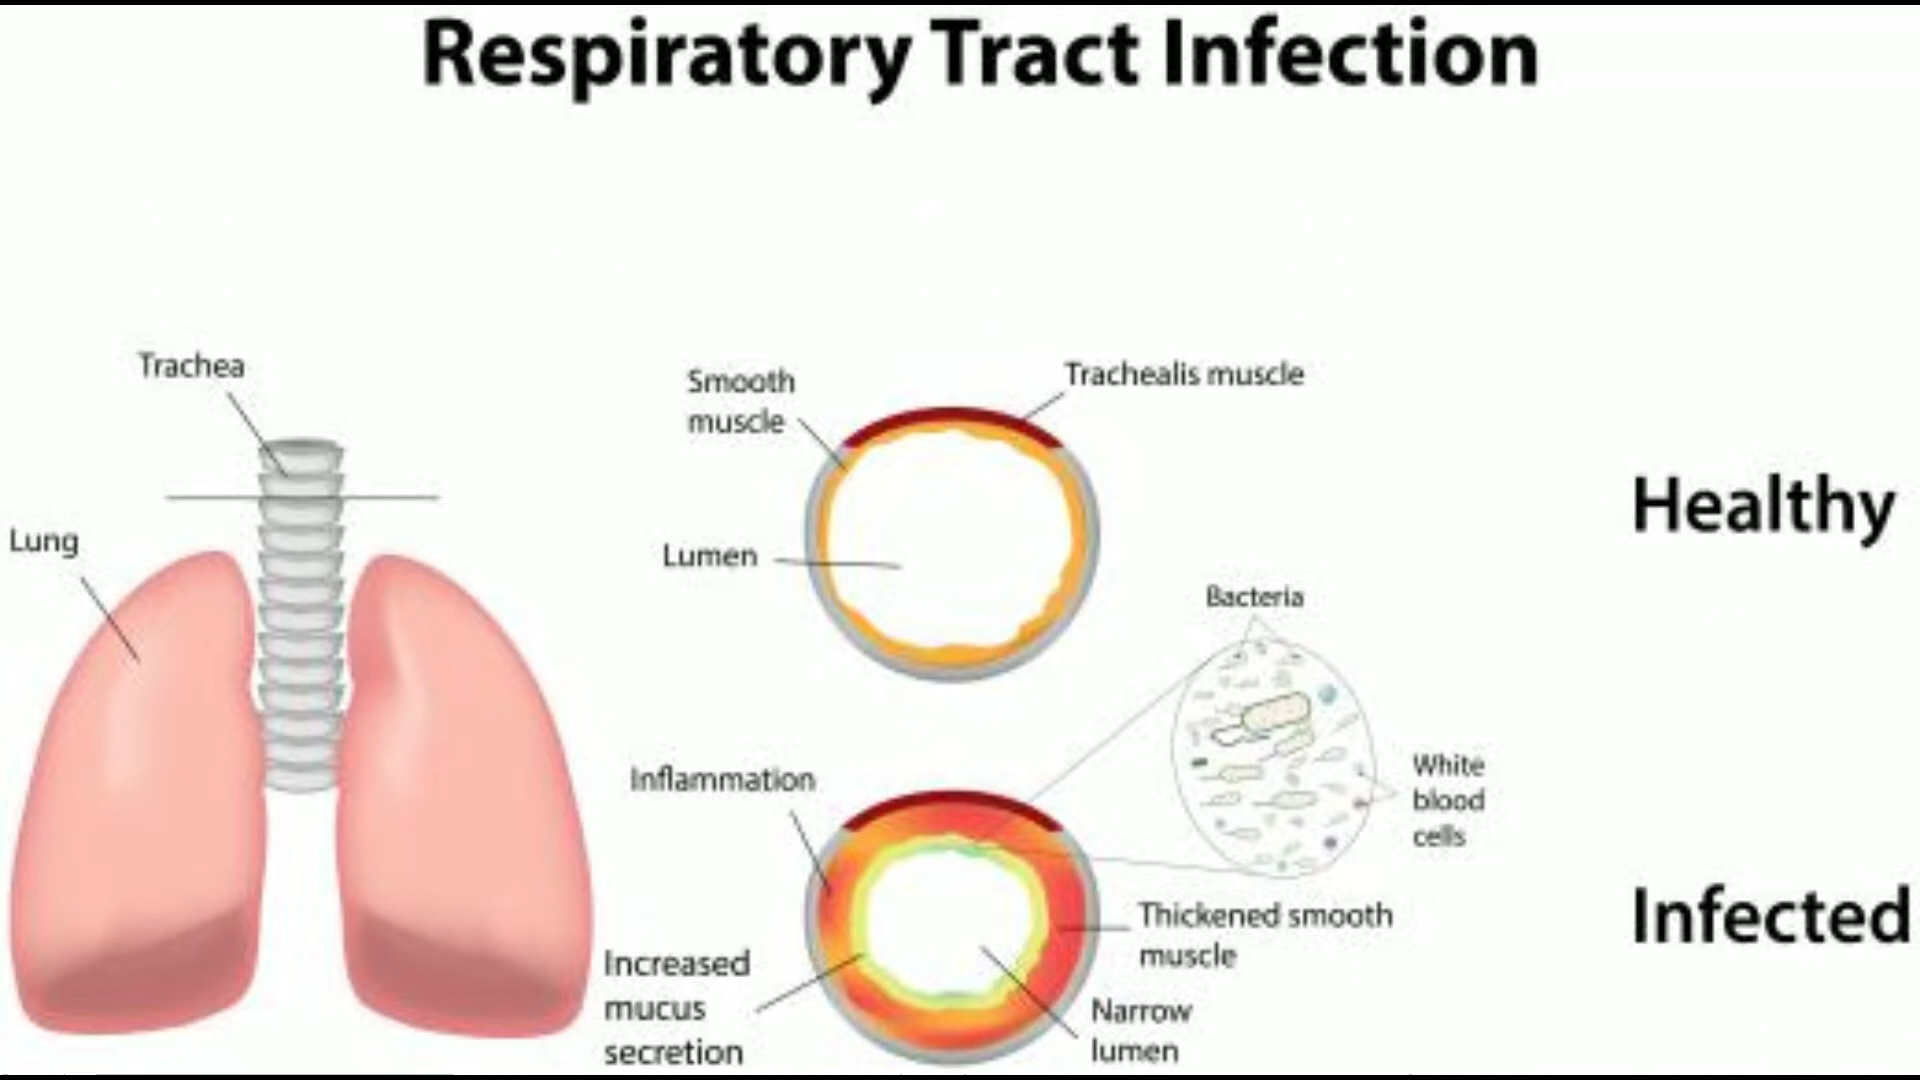 Respiratory Tract Infection
Trachea
Lung
Smooth
muscle
Trachealis muscle
Lumen
Healthy
Bacteria
White
blood
cells
Inflammation
Increased
mucus
secretion
Thickened smooth
muscle
Narrow
lumen
Infected